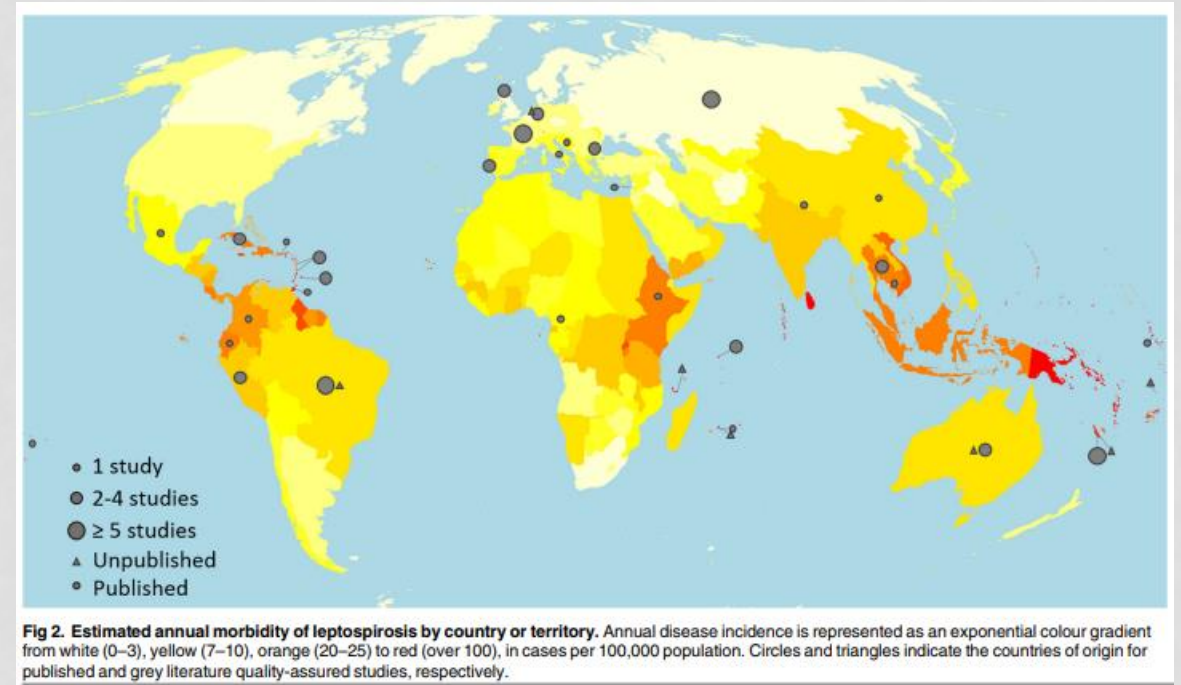 1 study
2-4 studies
≥ 5 studies
Unpublished
Published
Fig 2. Estimated annual morbidity of leptospirosis by country or territory. Annual disease incidence is represented as an exponential colour gradient
from white (0–3), yellow (7–10), orange (20–25) to red (over 100), in cases per 100,000 population. Circles and triangles indicate the countries of origin for
published and grey literature quality-assured studies, respectively.